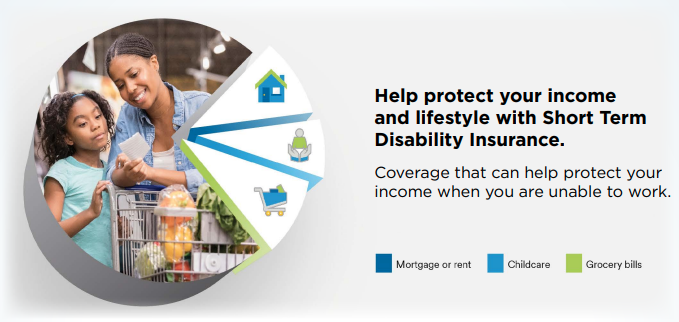 Help protect your income
and lifestyle with Short Term
Disability Insurance.
Coverage that can help protect your
income when you are unable to work.
Mortgage or rent Childcare Grocery bills